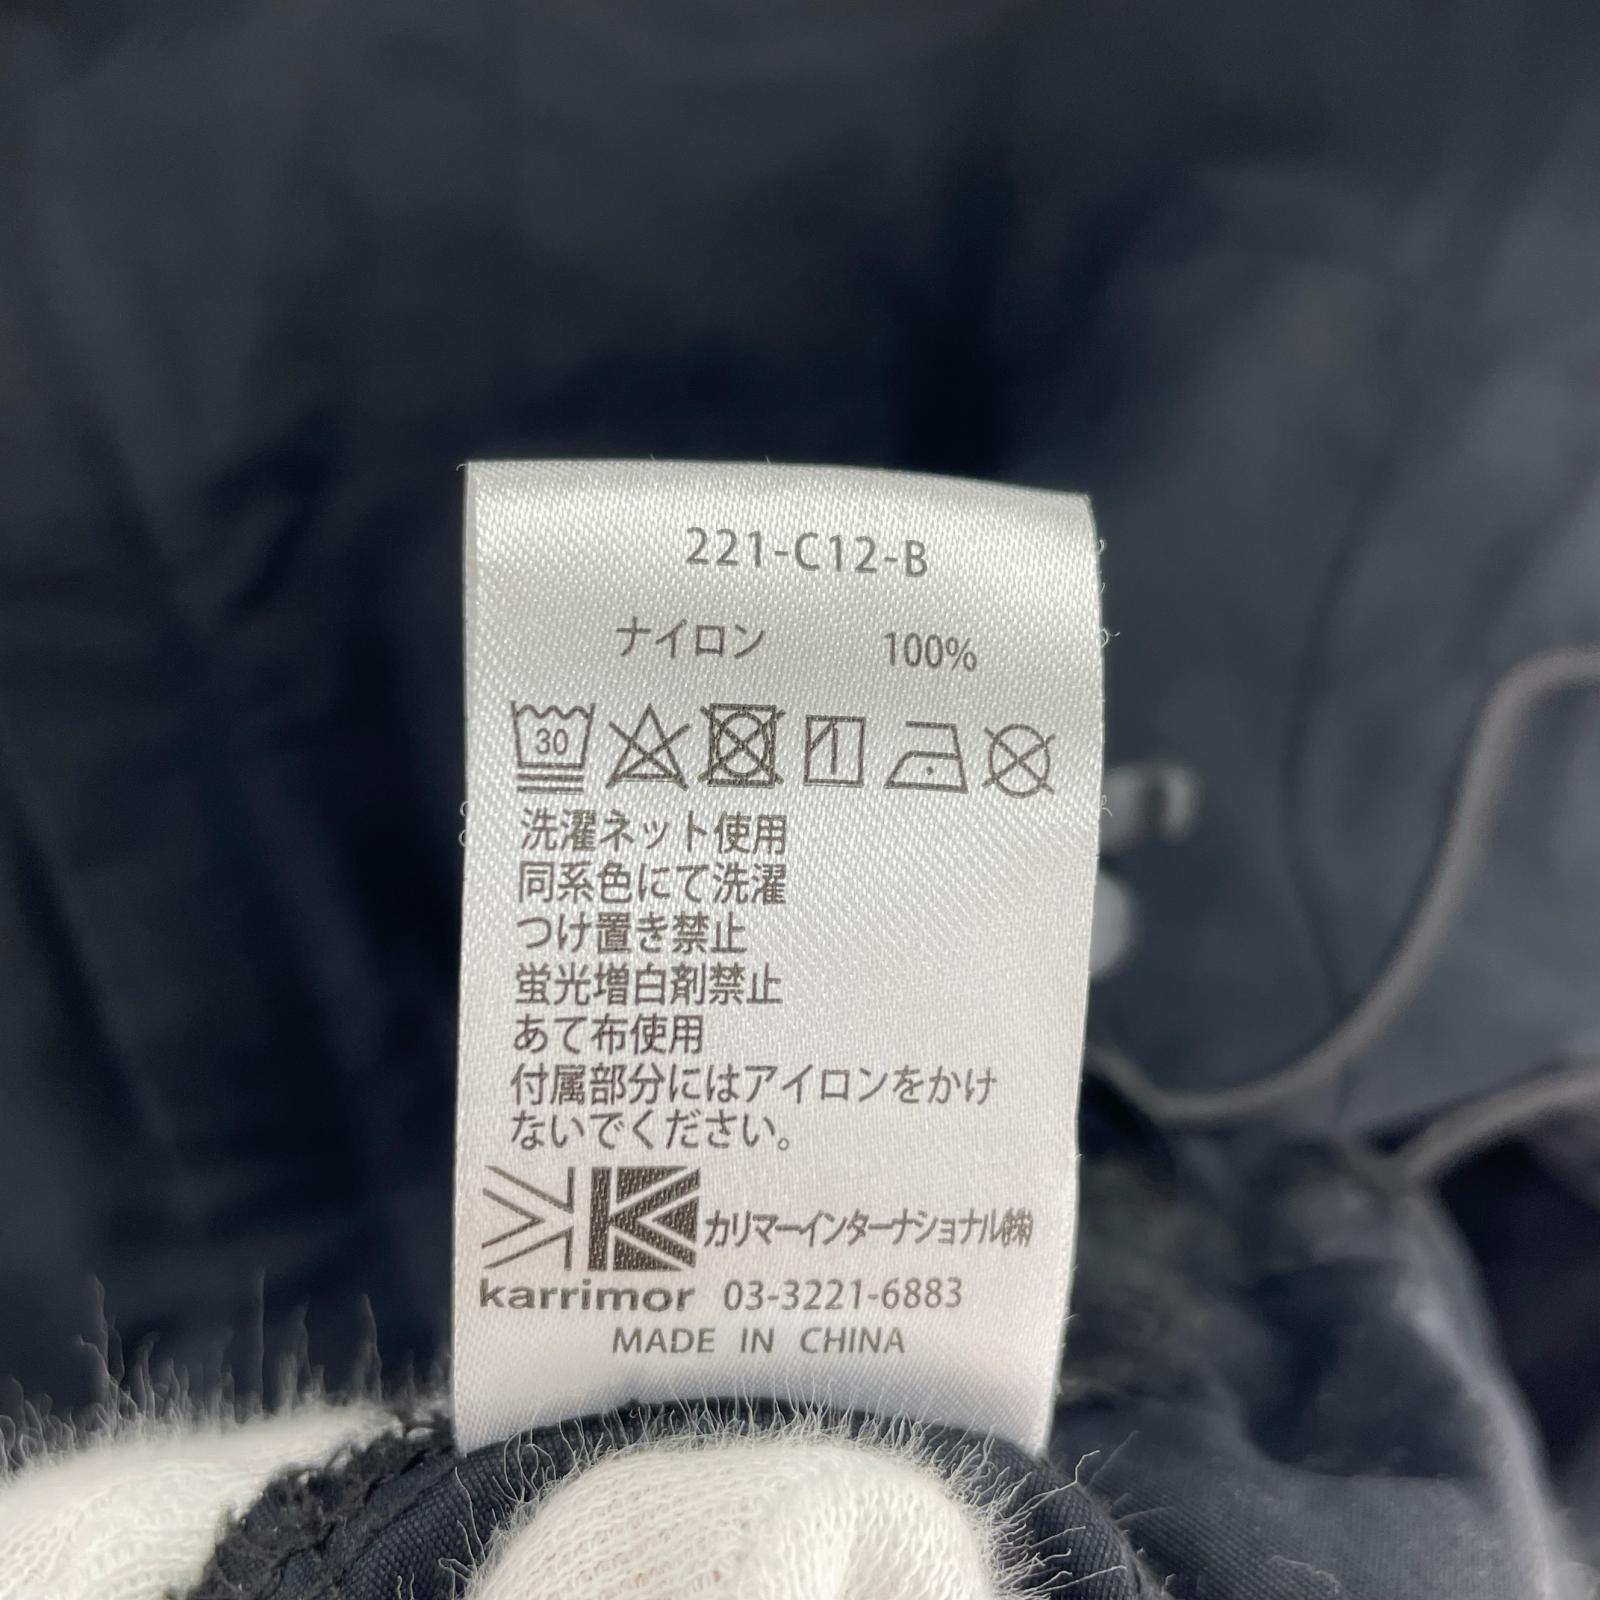 221-C12-B
ナイロン 100%
30
洗濯ネット使用
同系色にて洗濯
つけ置き禁止
蛍光増白剤禁止
あて布使用
付属部分にはアイロンをかけ
ないでください。
カリマーインターナショナル㈱
karrimor 03-3221-6883
MADE IN CHINA